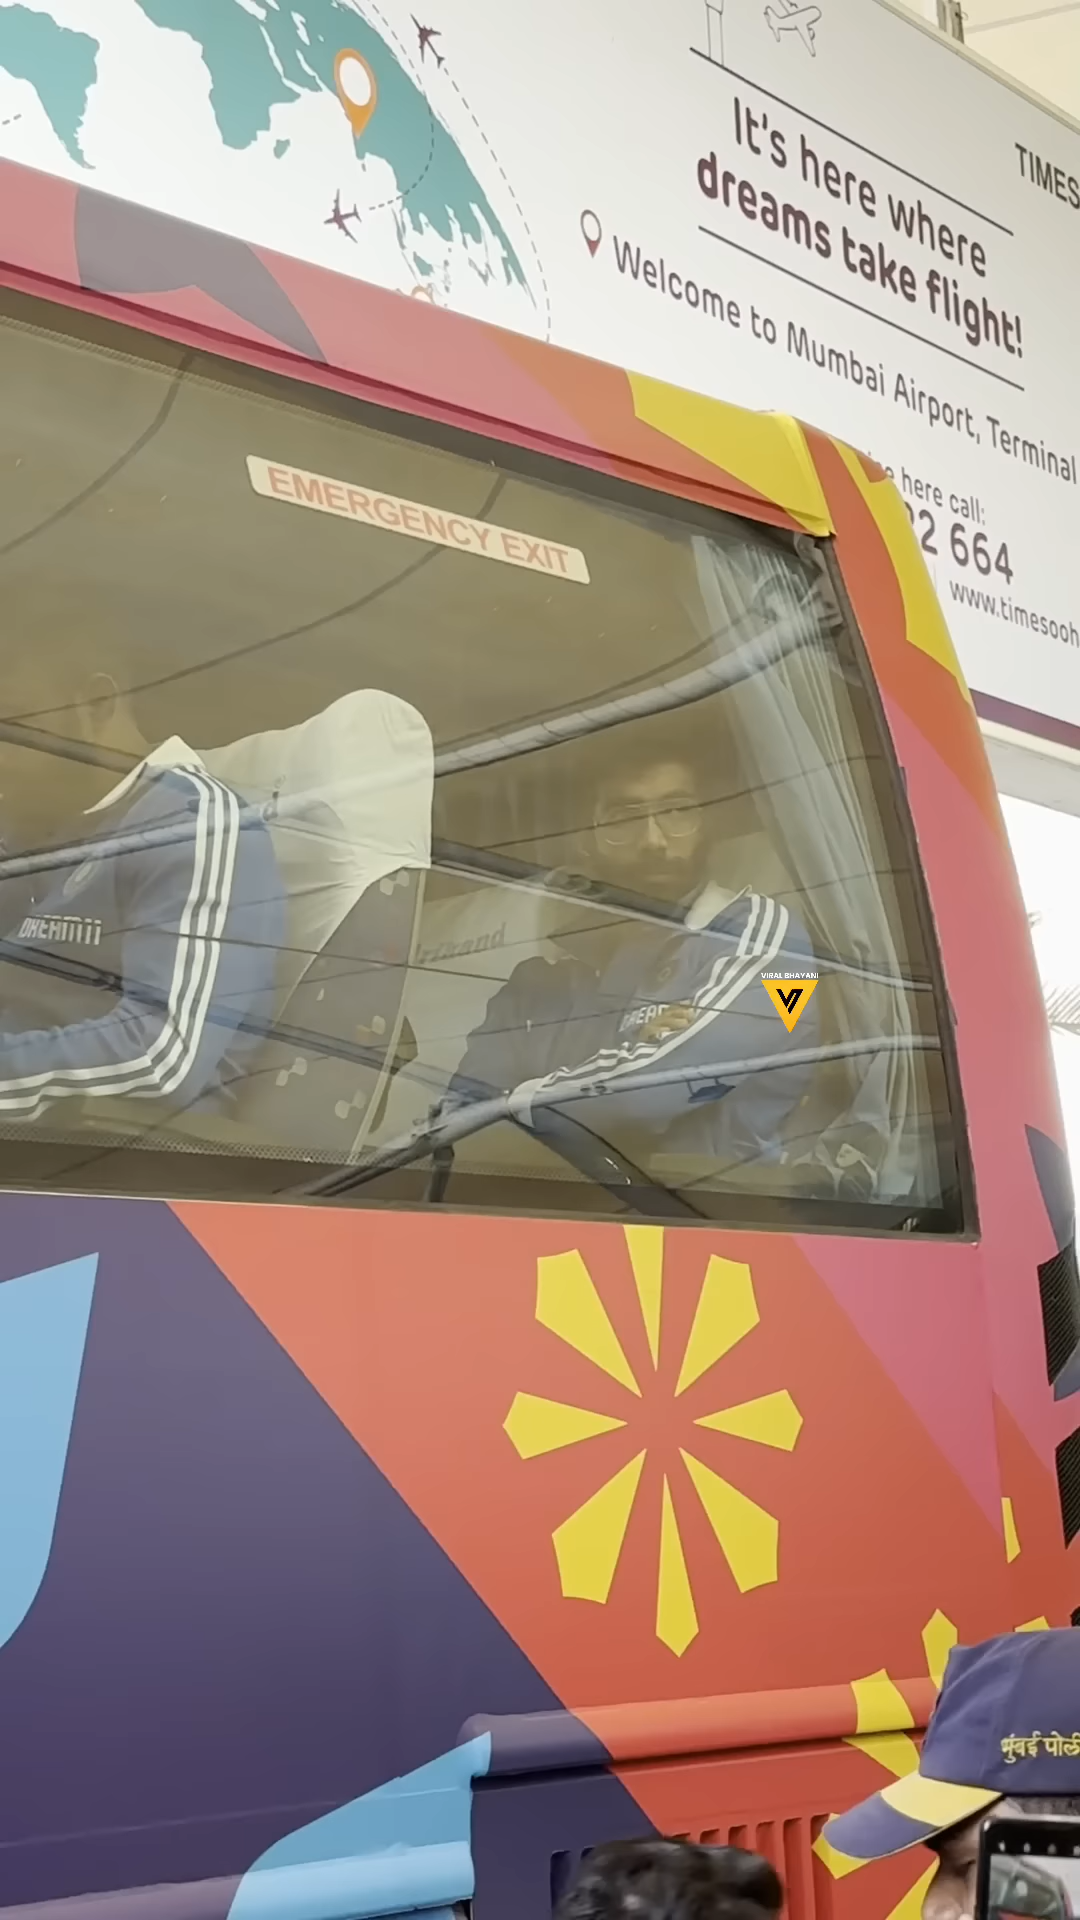 It's here where
dreams take flight!
Welcome to Mumbai Airport, Terminal
TIMES
here call:
2 664
www.timesooh
EMERGENCY EXIT
DREAM11
VIRAL BHAYANI
मुंबई पोली